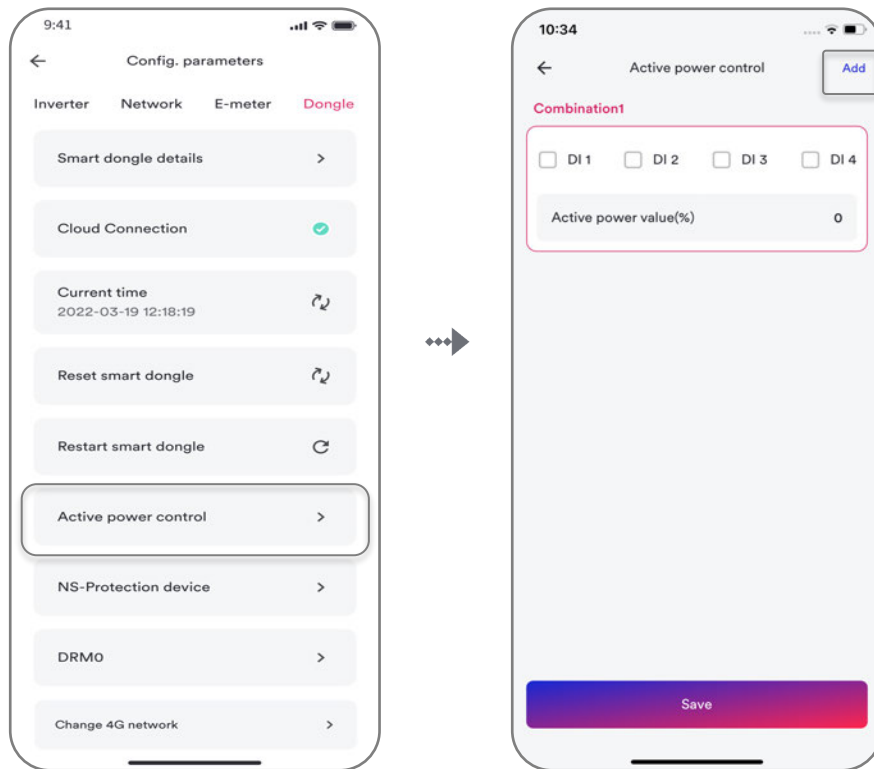 9:41
Config. parameters
Inverter Network E-meter Dongle
Smart dongle details
Cloud Connection
Current time
2022-03-19 12:18:19
Reset smart dongle
Restart smart dongle
Active power control
NS-Protection device
DRM0
Change 4G network
10:34
Active power control Add
Combination1
DI 1 DI 2 DI 3 DI 4
Active power value(%) 0
Save